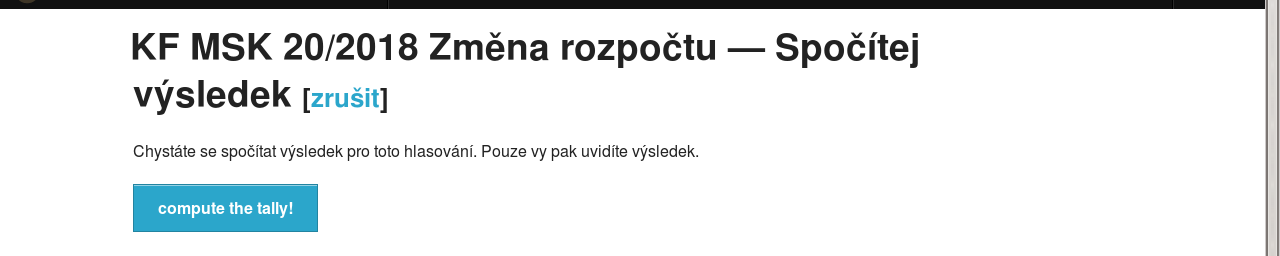 KF MSK 20/2018 Změna rozpočtu — Spočítej
výsledek [zrušit]
Chystáte se spočítat výsledek pro toto hlasování. Pouze vy pak uvidíte výsledek.
compute the tally!